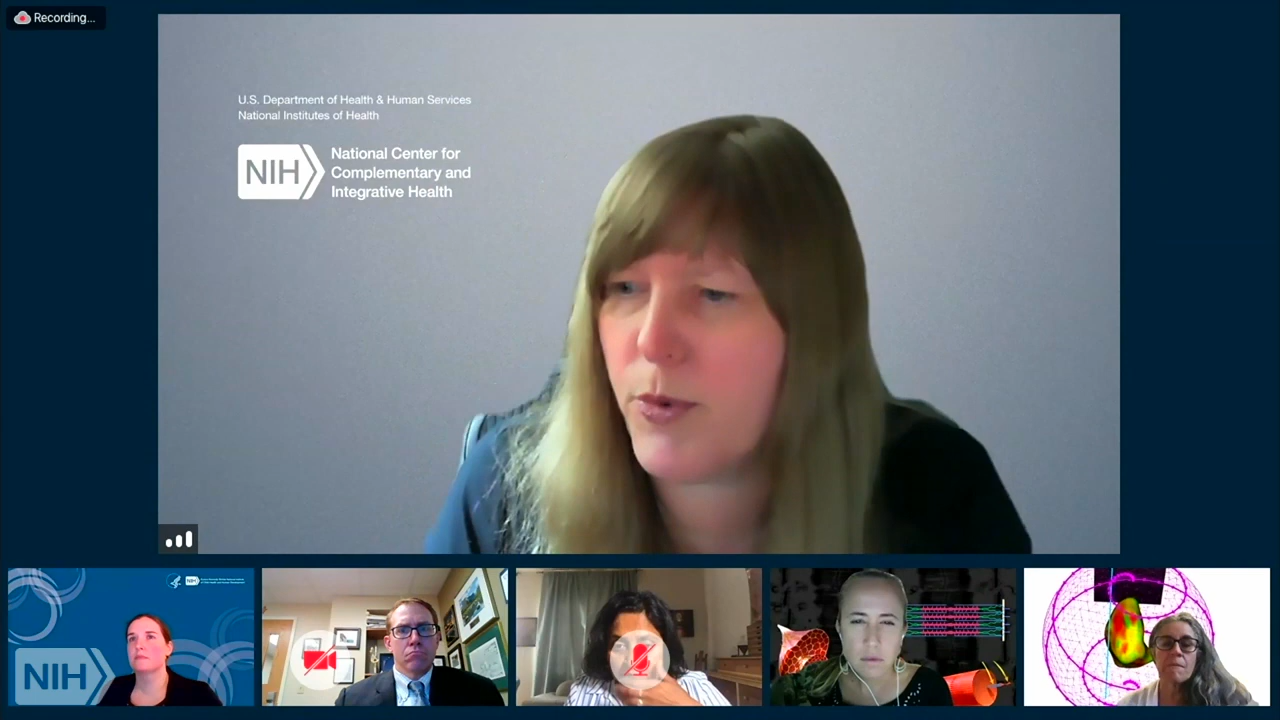 Recording...
U.S. Department of Health & Human Services
National Institutes of Health
NIH
National Center for
Complementary and
Integrative Health
NIH
NIH